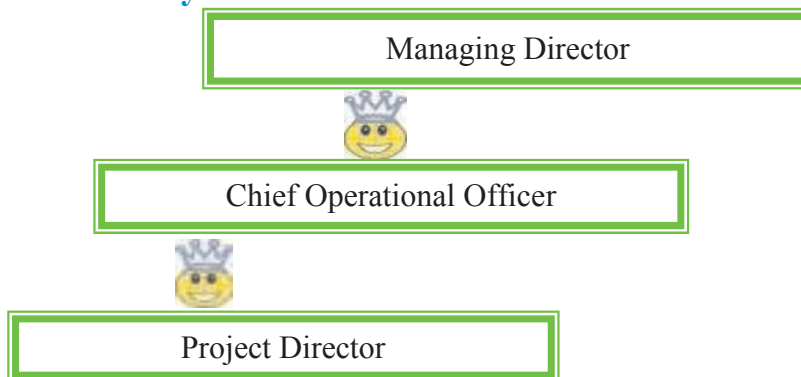 Managing Director
Chief Operational Officer
Project Director